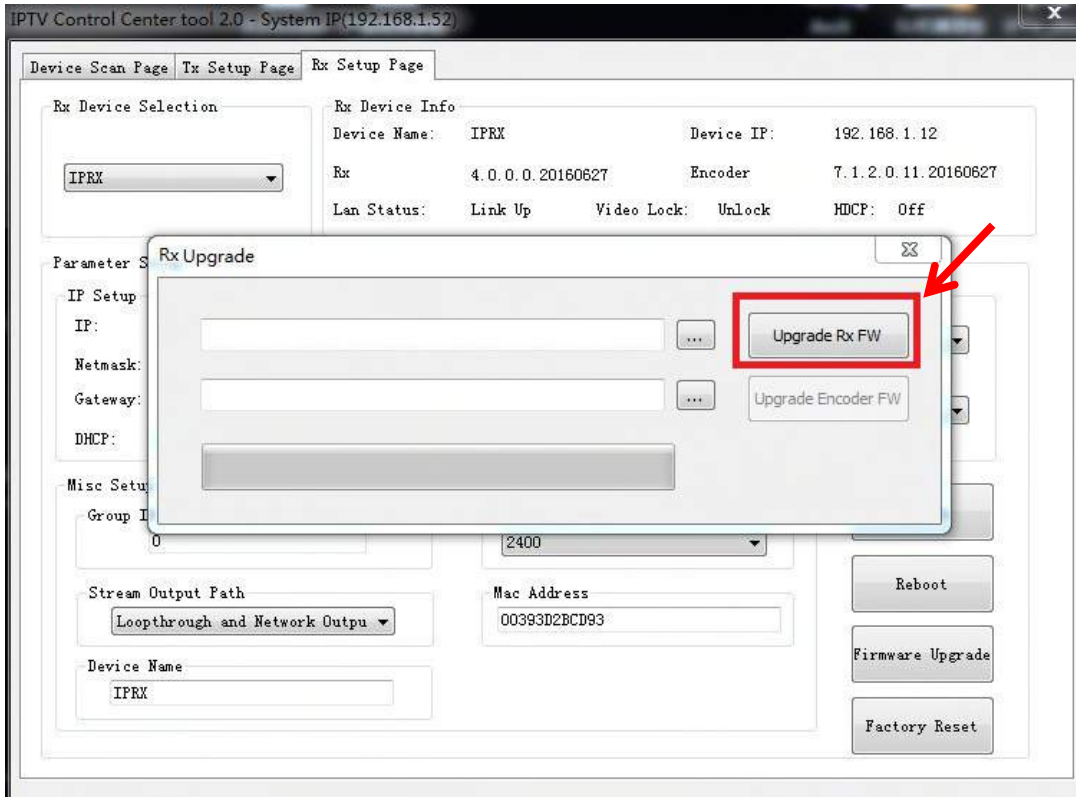 IPTV Control Center tool 2.0 - System IP(192.168.1.52)
x
Device Scan Page Tx Setup Page Rx Setup Page
Rx Device Selection
IPRX
Rx Device Info
Device Name: IPRX Device IP: 192.168.1.12
Rx 4.0.0.0.20160627 Encoder 7.1.2.0.11.20160627
Lan Status: Link Up Video Lock: Unlock HDCP: Off
Parameter S
IP Setup
IP:
Netmask:
Gateway:
DHCP:
Rx Upgrade
... Upgrade Rx FW
... Upgrade Encoder FW
Misc Setu
Group I
0
2400
Stream Output Path
Loopthrough and Network Outpu
Mac Address
00393D2BCD93
Device Name
IPRX
Reboot
Firmware Upgrade
Factory Reset